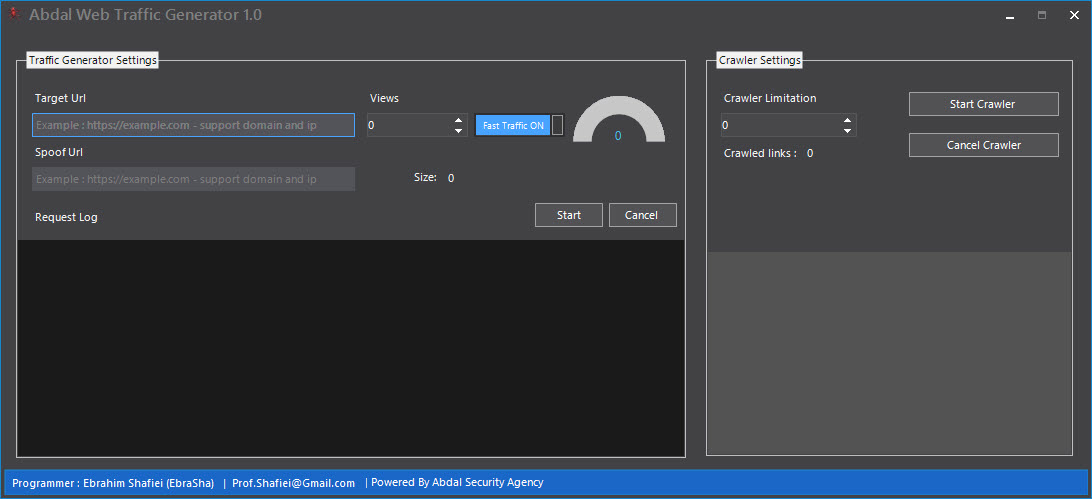 Abdal Web Traffic Generator 1.0
Traffic Generator Settings
Target Url
Views
Example : https://example.com - support domain and ip
0
Fast Traffic ON
0
Spoof Url
Example : https://example.com - support domain and ip
Size: 0
Request Log
Start
Cancel
Crawler Settings
Crawler Limitation
Start Crawler
0
Crawled links : 0
Cancel Crawler
Programmer : Ebrahim Shafiei (EbraSha) | Prof.Shafiei@Gmail.com | Powered By Abdal Security Agency